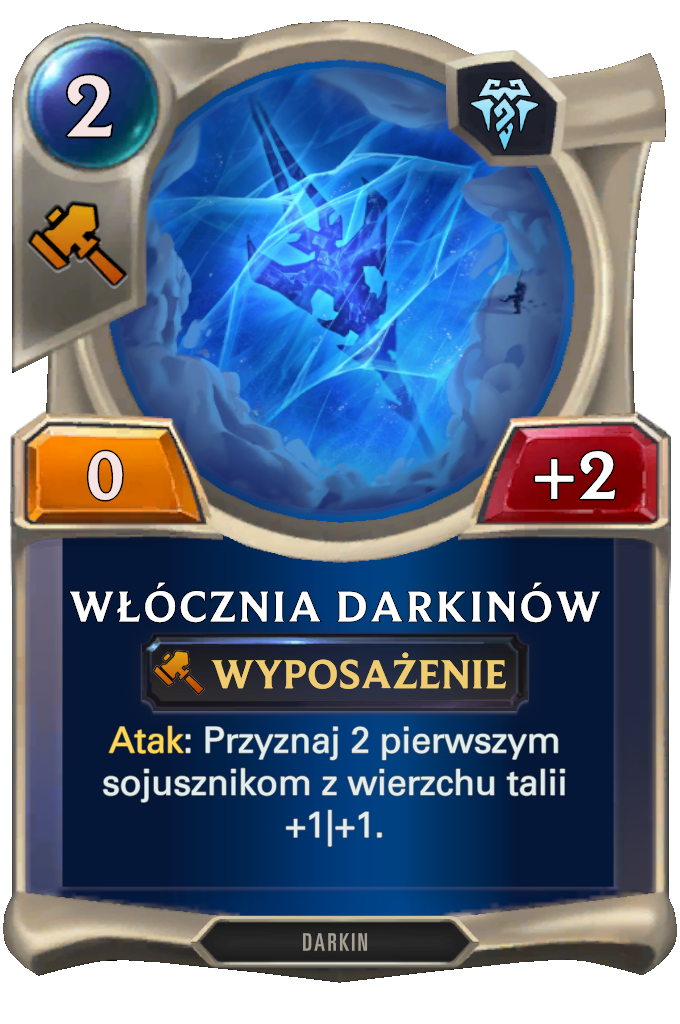 2
0
+2
WŁÓCZNIA DARKINÓW
WYPOSAŻENIE
Atak: Przyznaj 2 pierwszym
sojusznikom z wierzchu talii
+1|+1.
DARKIN